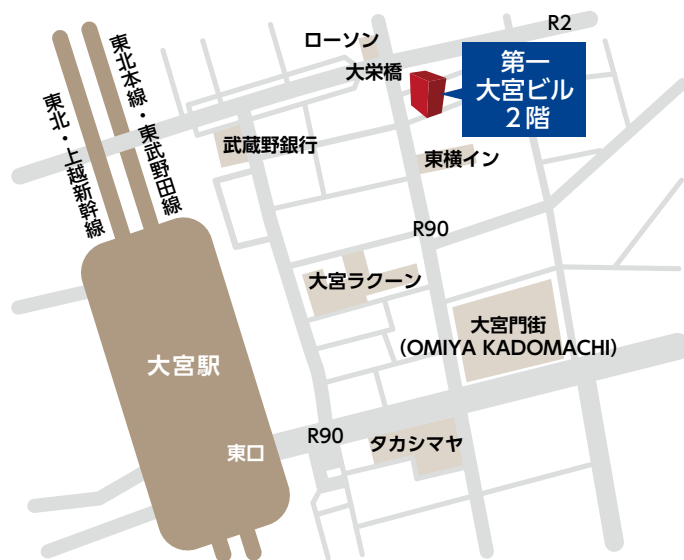 R2
ローソン
大栄橋
第一
大宮ビル
2階
東北本線・東武野田線
東北・上越新幹線
武蔵野銀行
東横イン
R90
大宮ラクーン
大宮門街
(OMIYA KADOMACHI)
大宮駅
R90
タカシマヤ
東口